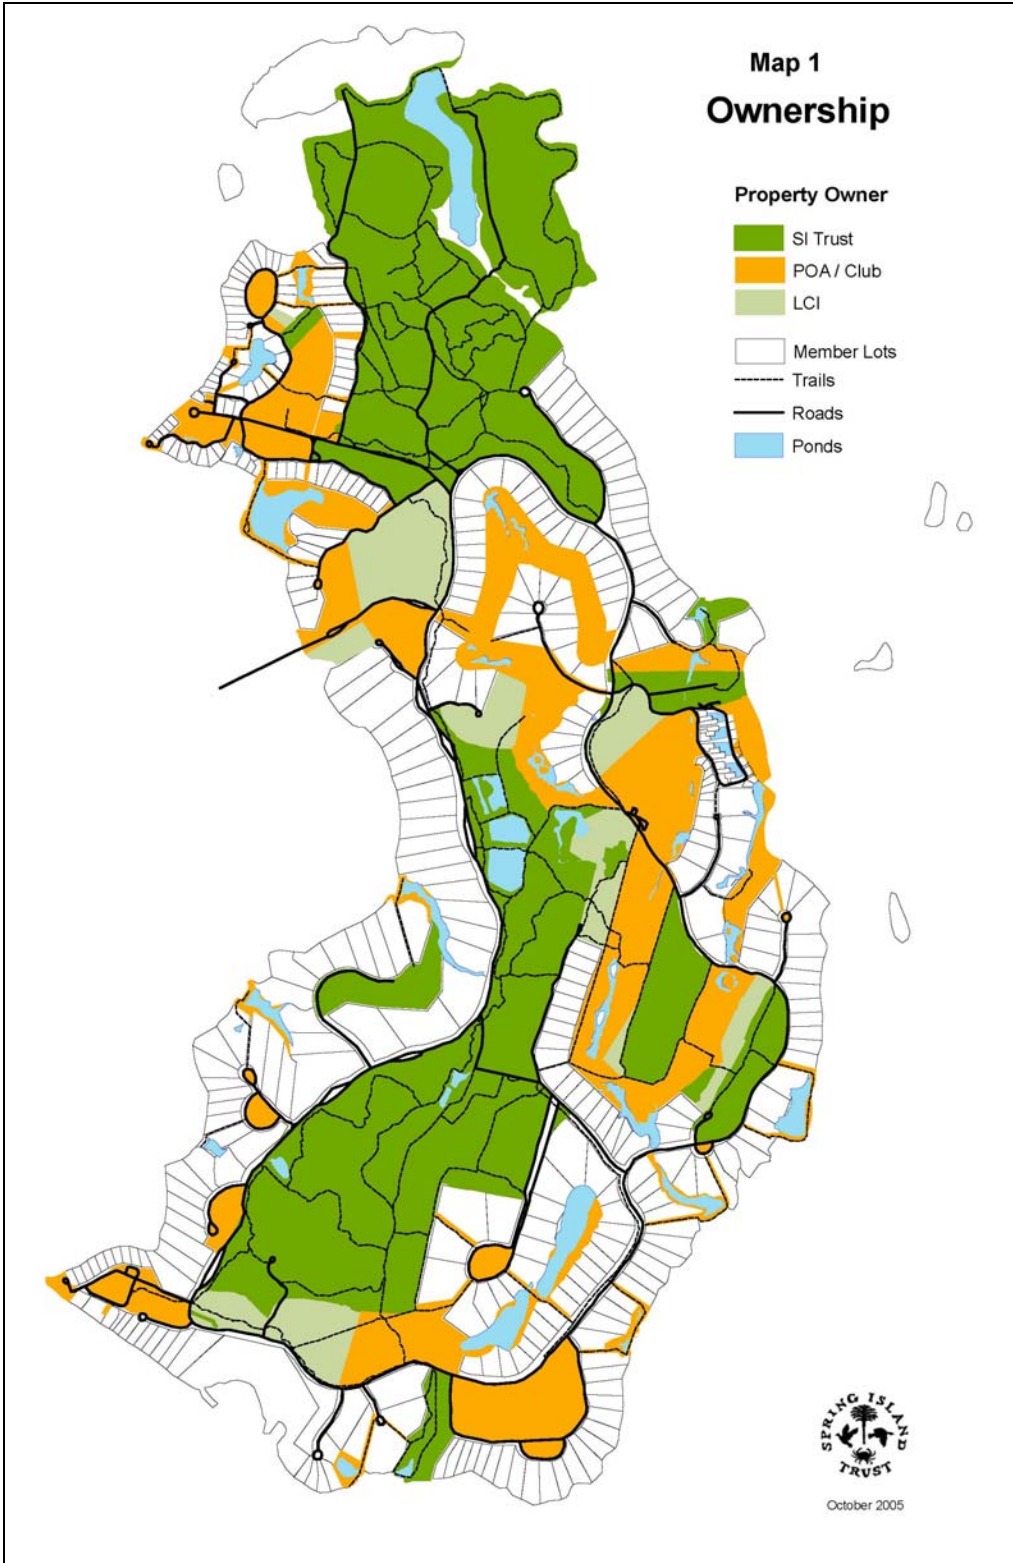 Map 1
Ownership
Property Owner
SI Trust
POA / Club
LCI
Member Lots
Trails
Roads
Ponds
SPRING ISLAND
TRUST
October 2005